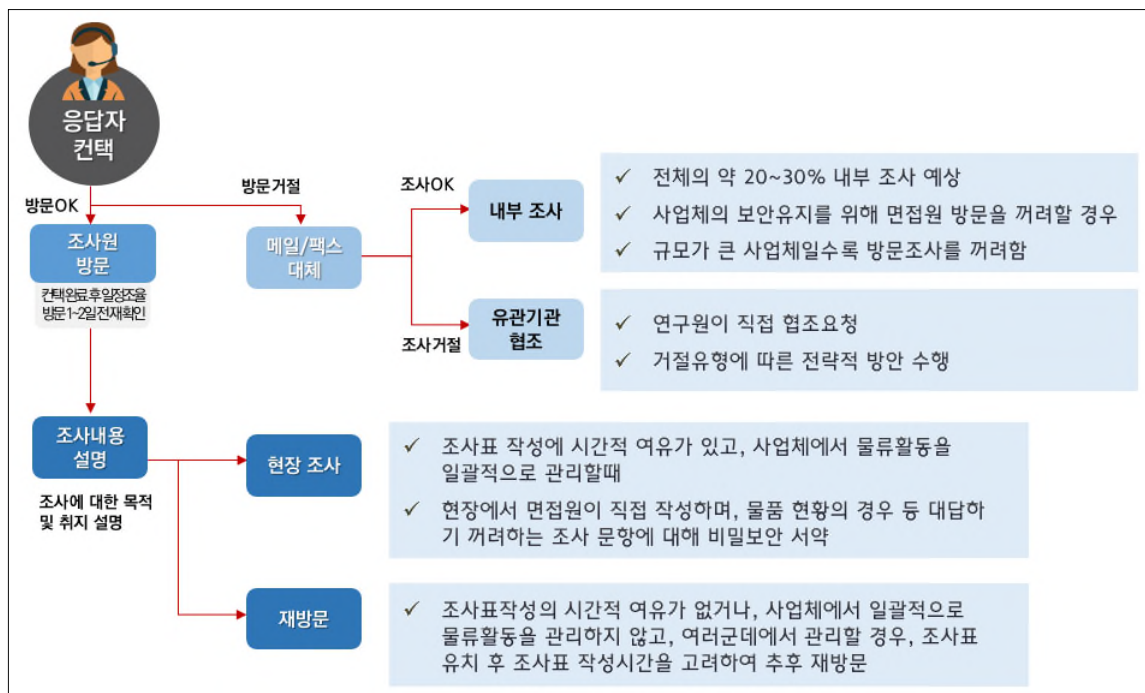 응답자
컨택
방문OK
방문거절
조사원
방문
컨택완료 후 일정조율
방문 1~2일전 재확인
메일/팩스
대체
조사OK
내부 조사
✓ 전체의 약 20~30% 내부 조사 예상
✓ 사업체의 보안유지를 위해 면접원 방문을 꺼려할 경우
✓ 규모가 큰 사업체일수록 방문조사를 꺼려함
조사거절
유관기관
협조
✓ 연구원이 직접 협조요청
✓ 거절유형에 따른 전략적 방안 수행
조사내용
설명
조사에 대한 목적
및 취지 설명
현장 조사
✓ 조사표 작성에 시간적 여유가 있고, 사업체에서 물류활동을
일괄적으로 관리할때
✓ 현장에서 면접원이 직접 작성하며, 물품 현황의 경우 등 대답하
기 꺼려하는 조사 문항에 대해 비밀보안 서약
재방문
✓ 조사표작성의 시간적 여유가 없거나, 사업체에서 일괄적으로
물류활동을 관리하지 않고, 여러군데에서 관리할 경우, 조사표
유치 후 조사표 작성시간을 고려하여 추후 재방문